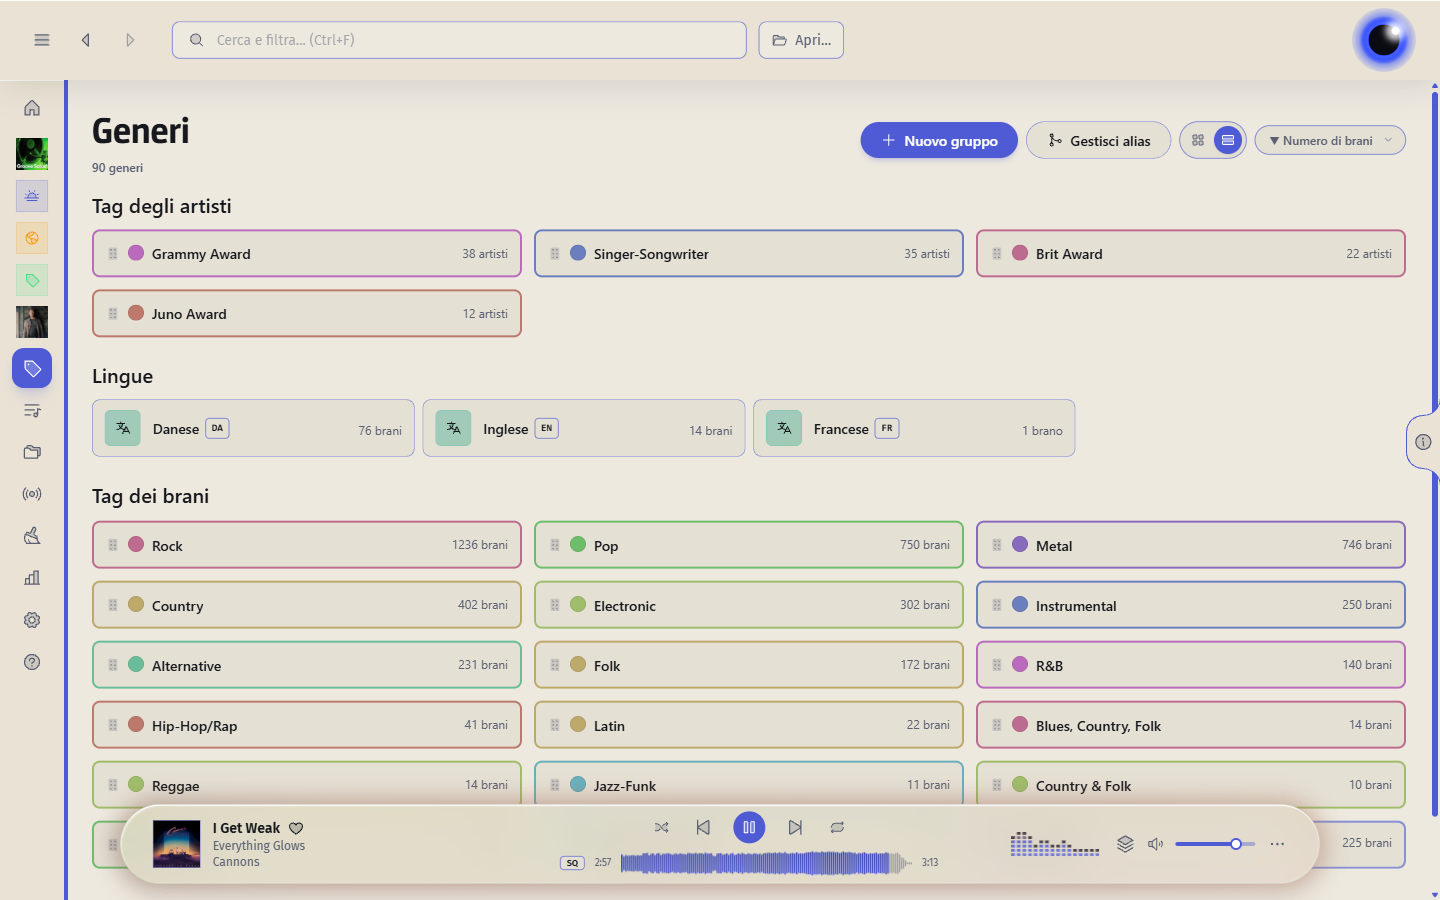 Cerca e filtra... (Ctrl+F)
Apri...
Generi
90 generi
Nuovo gruppo
Gestisci alias
▼ Numero di brani
Tag degli artisti
Grammy Award 38 artisti
Singer-Songwriter 35 artisti
Brit Award 22 artisti
Juno Award 12 artisti
Lingue
Danese DA 76 brani
Inglese EN 14 brani
Francese FR 1 brano
Tag dei brani
Rock 1236 brani
Pop 750 brani
Metal 746 brani
Country 402 brani
Electronic 302 brani
Instrumental 250 brani
Alternative 231 brani
Folk 172 brani
R&B 140 brani
Hip-Hop/Rap 41 brani
Latin 22 brani
Blues, Country, Folk 14 brani
Reggae 14 brani
Jazz-Funk 11 brani
Country & Folk 10 brani
225 brani
I Get Weak
Everything Glows
Cannons
SQ 2:57
3:13